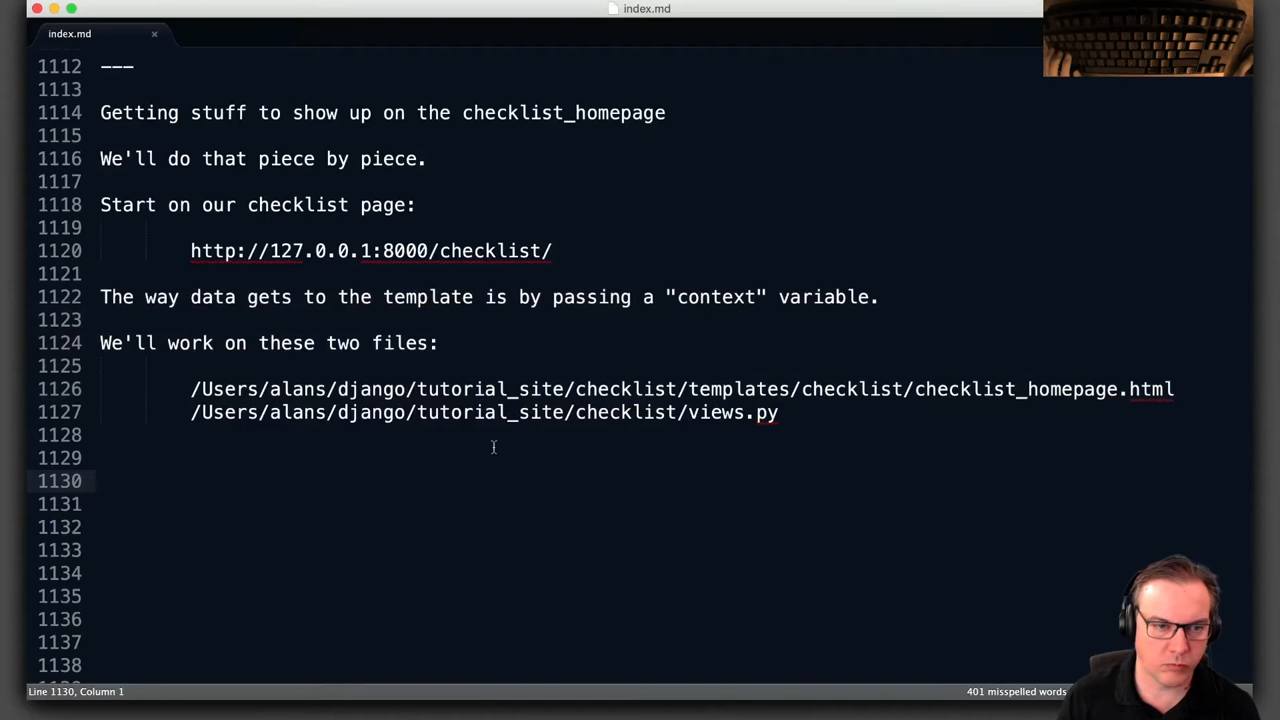 index.md
index.md
1112 ---
1113
1114 Getting stuff to show up on the checklist_homepage
1115
1116 We'll do that piece by piece.
1117
1118 Start on our checklist page:
1119
1120 http://127.0.0.1:8000/checklist/
1121
1122 The way data gets to the template is by passing a "context" variable.
1123
1124 We'll work on these two files:
1125
1126 /Users/alans/django/tutorial_site/checklist/templates/checklist/checklist_homepage.html
1127 /Users/alans/django/tutorial_site/checklist/views.py
1128
1129
1130
1131
1132
1133
1134
1135
1136
1137
1138
Line 1130, Column 1
401 misspelled words